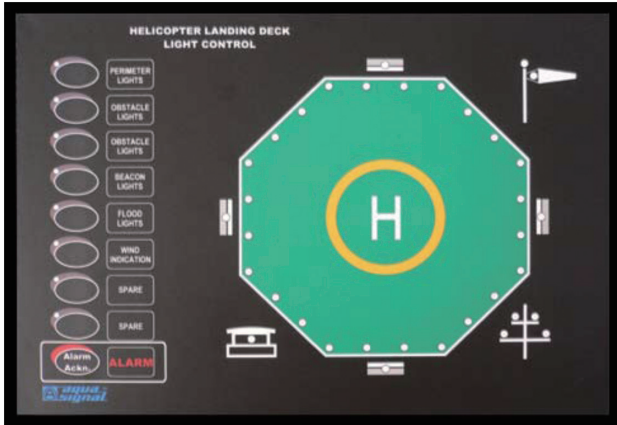 HELICOPTER LANDING DECK
LIGHT CONTROL
PERIMETER
LIGHTS
OBSTACLE
LIGHTS
OBSTACLE
LIGHTS
BEACON
LIGHTS
FLOOD
LIGHTS
WIND
INDICATION
SPARE
SPARE
Alarm
Ackn.
ALARM
aqua
signal
H